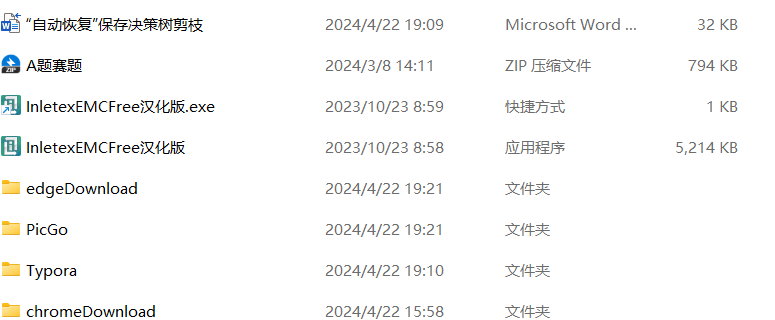 “自动恢复”保存决策树剪枝 2024/4/22 19:09 Microsoft Word ... 32 KB
A题赛题 2024/3/8 14:11 ZIP 压缩文件 794 KB
InletexEMCFree汉化版.exe 2023/10/23 8:59 快捷方式 1 KB
InletexEMCFree汉化版 2023/10/23 8:58 应用程序 5,214 KB
edgeDownload 2024/4/22 19:21 文件夹
PicGo 2024/4/22 19:21 文件夹
Typora 2024/4/22 19:10 文件夹
chromeDownload 2024/4/22 15:58 文件夹